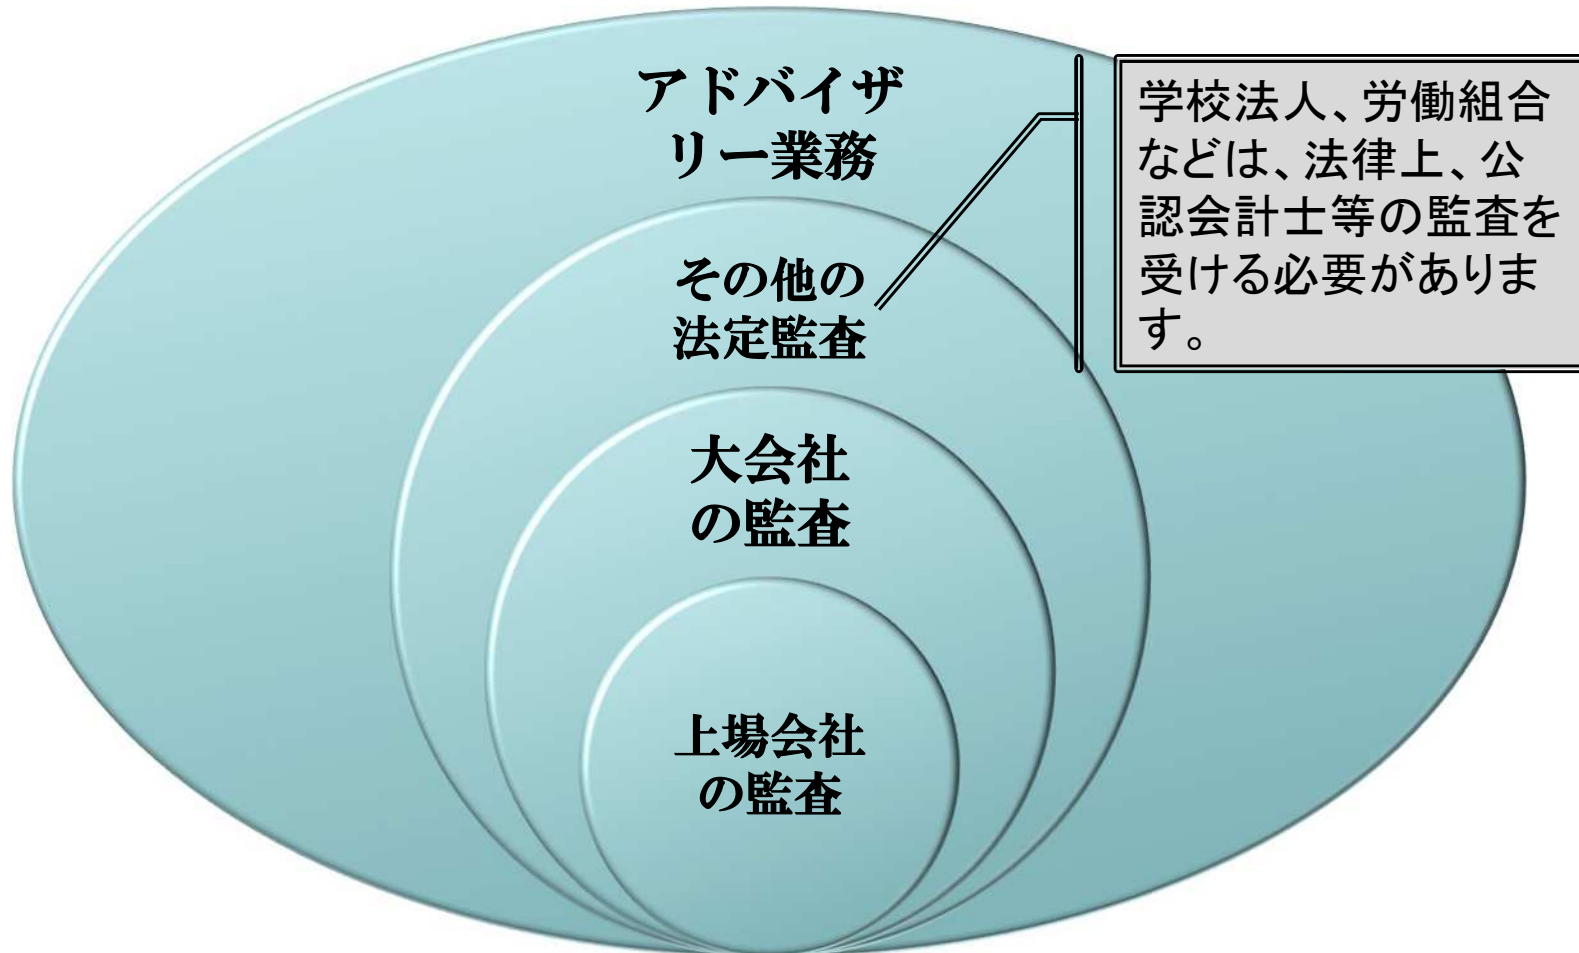 アドバイザ
リー業務
その他の
法定監査
大会社
の監査
上場会社
の監査
学校法人、労働組合
などは、法律上、公
認会計士等の監査を
受ける必要がありま
す。